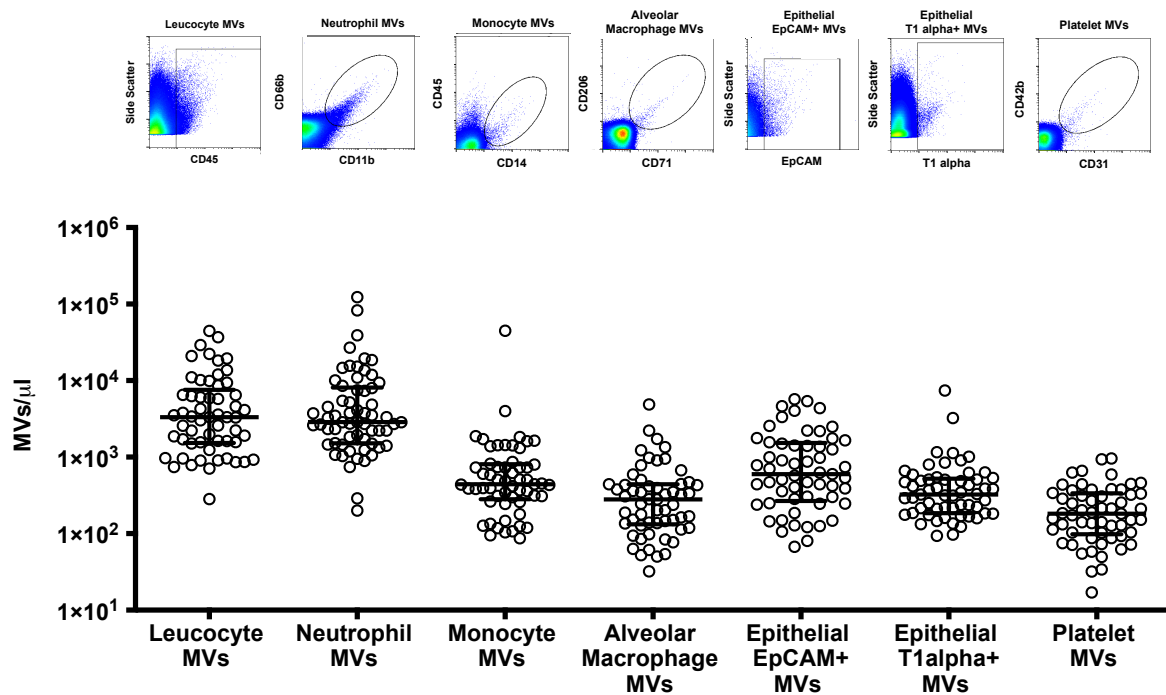 Leucocyte MVs
Side Scatter
CD45
Neutrophil MVs
CD66b
CD11b
Monocyte MVs
CD45
CD14
Alveolar
Macrophage MVs
CD206
CD71
Epithelial
EpCAM+ MVs
Side Scatter
EpCAM
Epithelial
T1 alpha+ MVs
Side Scatter
T1 alpha
Platelet MVs
CD42b
CD31
MVs/µl
1×10⁶
1×10⁵
1×10⁴
1×10³
1×10²
1×10¹
Leucocyte
MVs
Neutrophil
MVs
Monocyte
MVs
Alveolar
Macrophage
MVs
Epithelial
EpCAM+
MVs
Epithelial
T1alpha+
MVs
Platelet
MVs